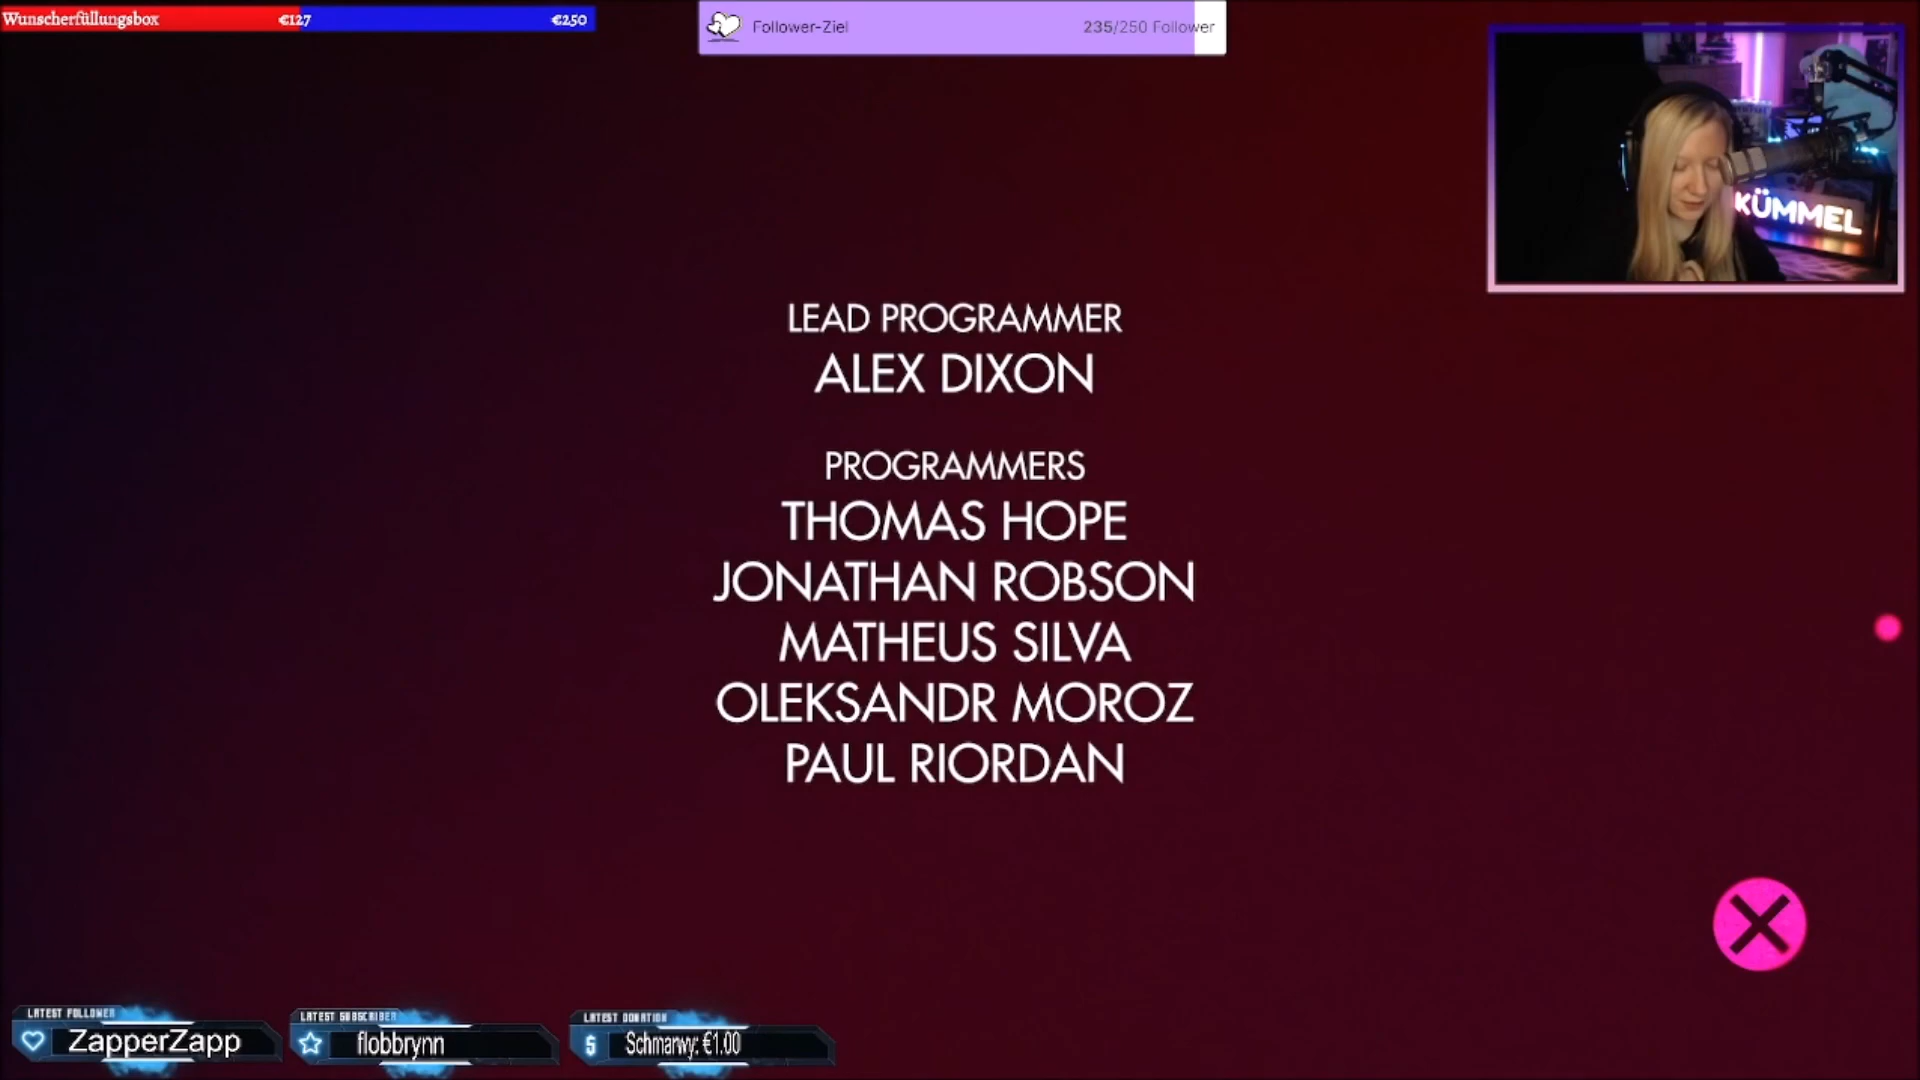 Wunscherfüllungsbox €127 €250
Follower-Ziel 235/250 Follower
KÜMMEL
LEAD PROGRAMMER
ALEX DIXON
PROGRAMMERS
THOMAS HOPE
JONATHAN ROBSON
MATHEUS SILVA
OLEKSANDR MOROZ
PAUL RIORDAN
LATEST FOLLOWER
ZapperZapp
LATEST SUBSCRIBER
flobbrynn
LATEST DONATION
$ Schmarwy: €1.00